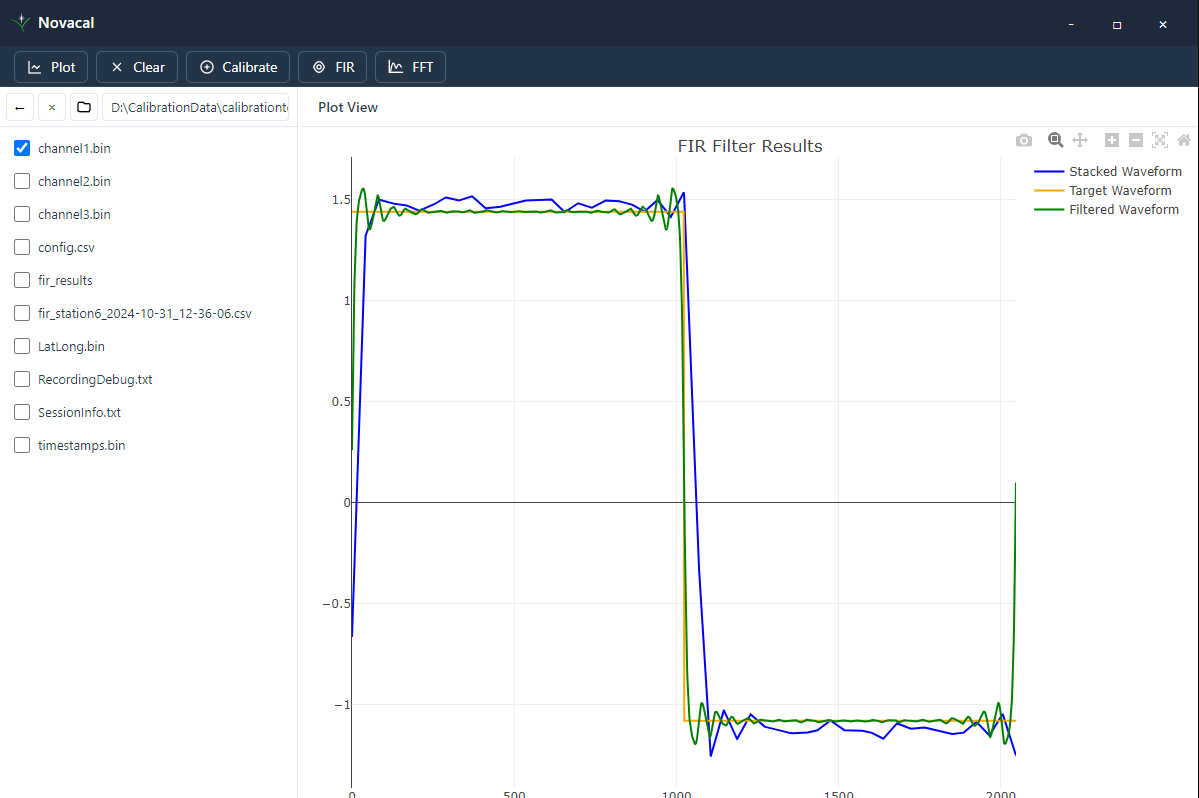 Novacal
Plot
Clear
Calibrate
FIR
FFT
D:\CalibrationData\calibrationt
Plot View
channel1.bin
channel2.bin
channel3.bin
config.csv
fir_results
fir_station6_2024-10-31_12-36-06.csv
LatLong.bin
RecordingDebug.txt
SessionInfo.txt
timestamps.bin
FIR Filter Results
Stacked Waveform
Target Waveform
Filtered Waveform
1.5
1
0.5
0
−0.5
−1
0
500
1000
1500
2000